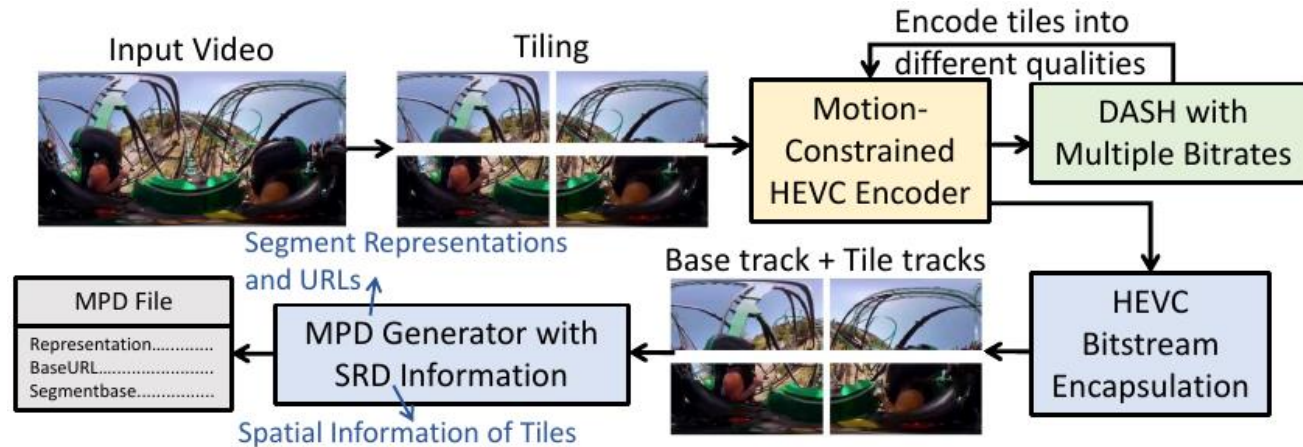 Input Video
Tiling
Encode tiles into
different qualities
Motion-
Constrained
HEVC Encoder
DASH with
Multiple Bitrates
Segment Representations
and URLs
Base track + Tile tracks
HEVC
Bitstream
Encapsulation
MPD Generator with
SRD Information
MPD File
Representation.............
BaseURL.......................
Segmentbase................
Spatial Information of Tiles